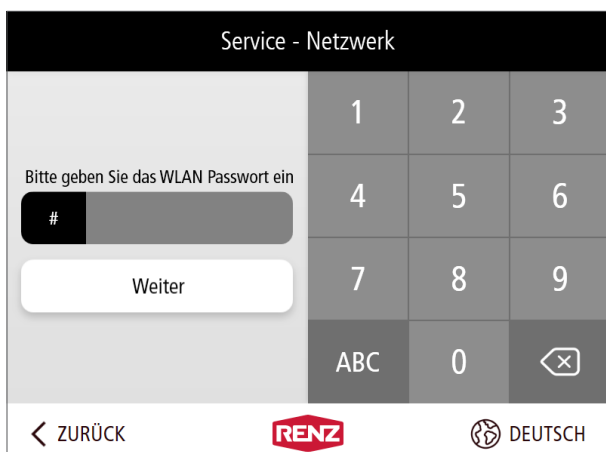 Service - Netzwerk
1 2 3
Bitte geben Sie das WLAN Passwort ein
4 5 6
#
Weiter
7 8 9
ABC 0
ZURÜCK
RENZ
DEUTSCH